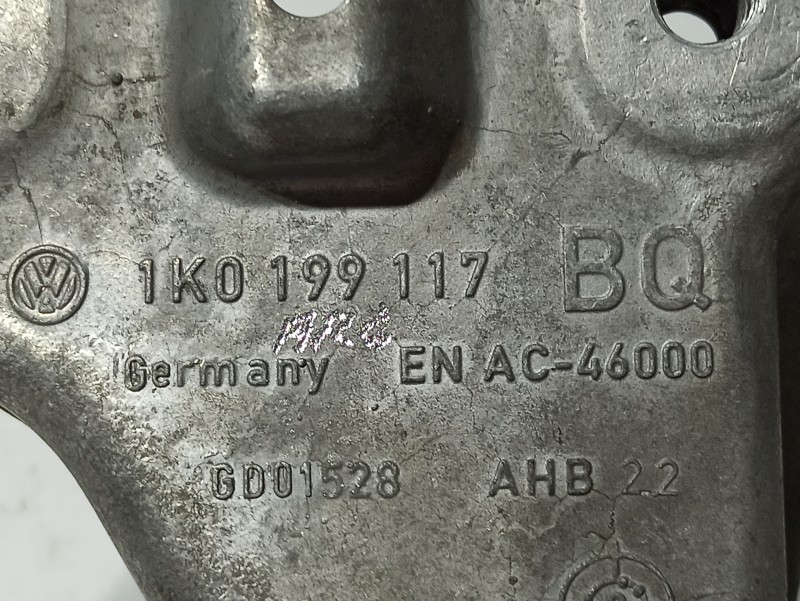 1K0 199 117 BQ
Germany EN AC-46000
GD01528 AHB 2.2